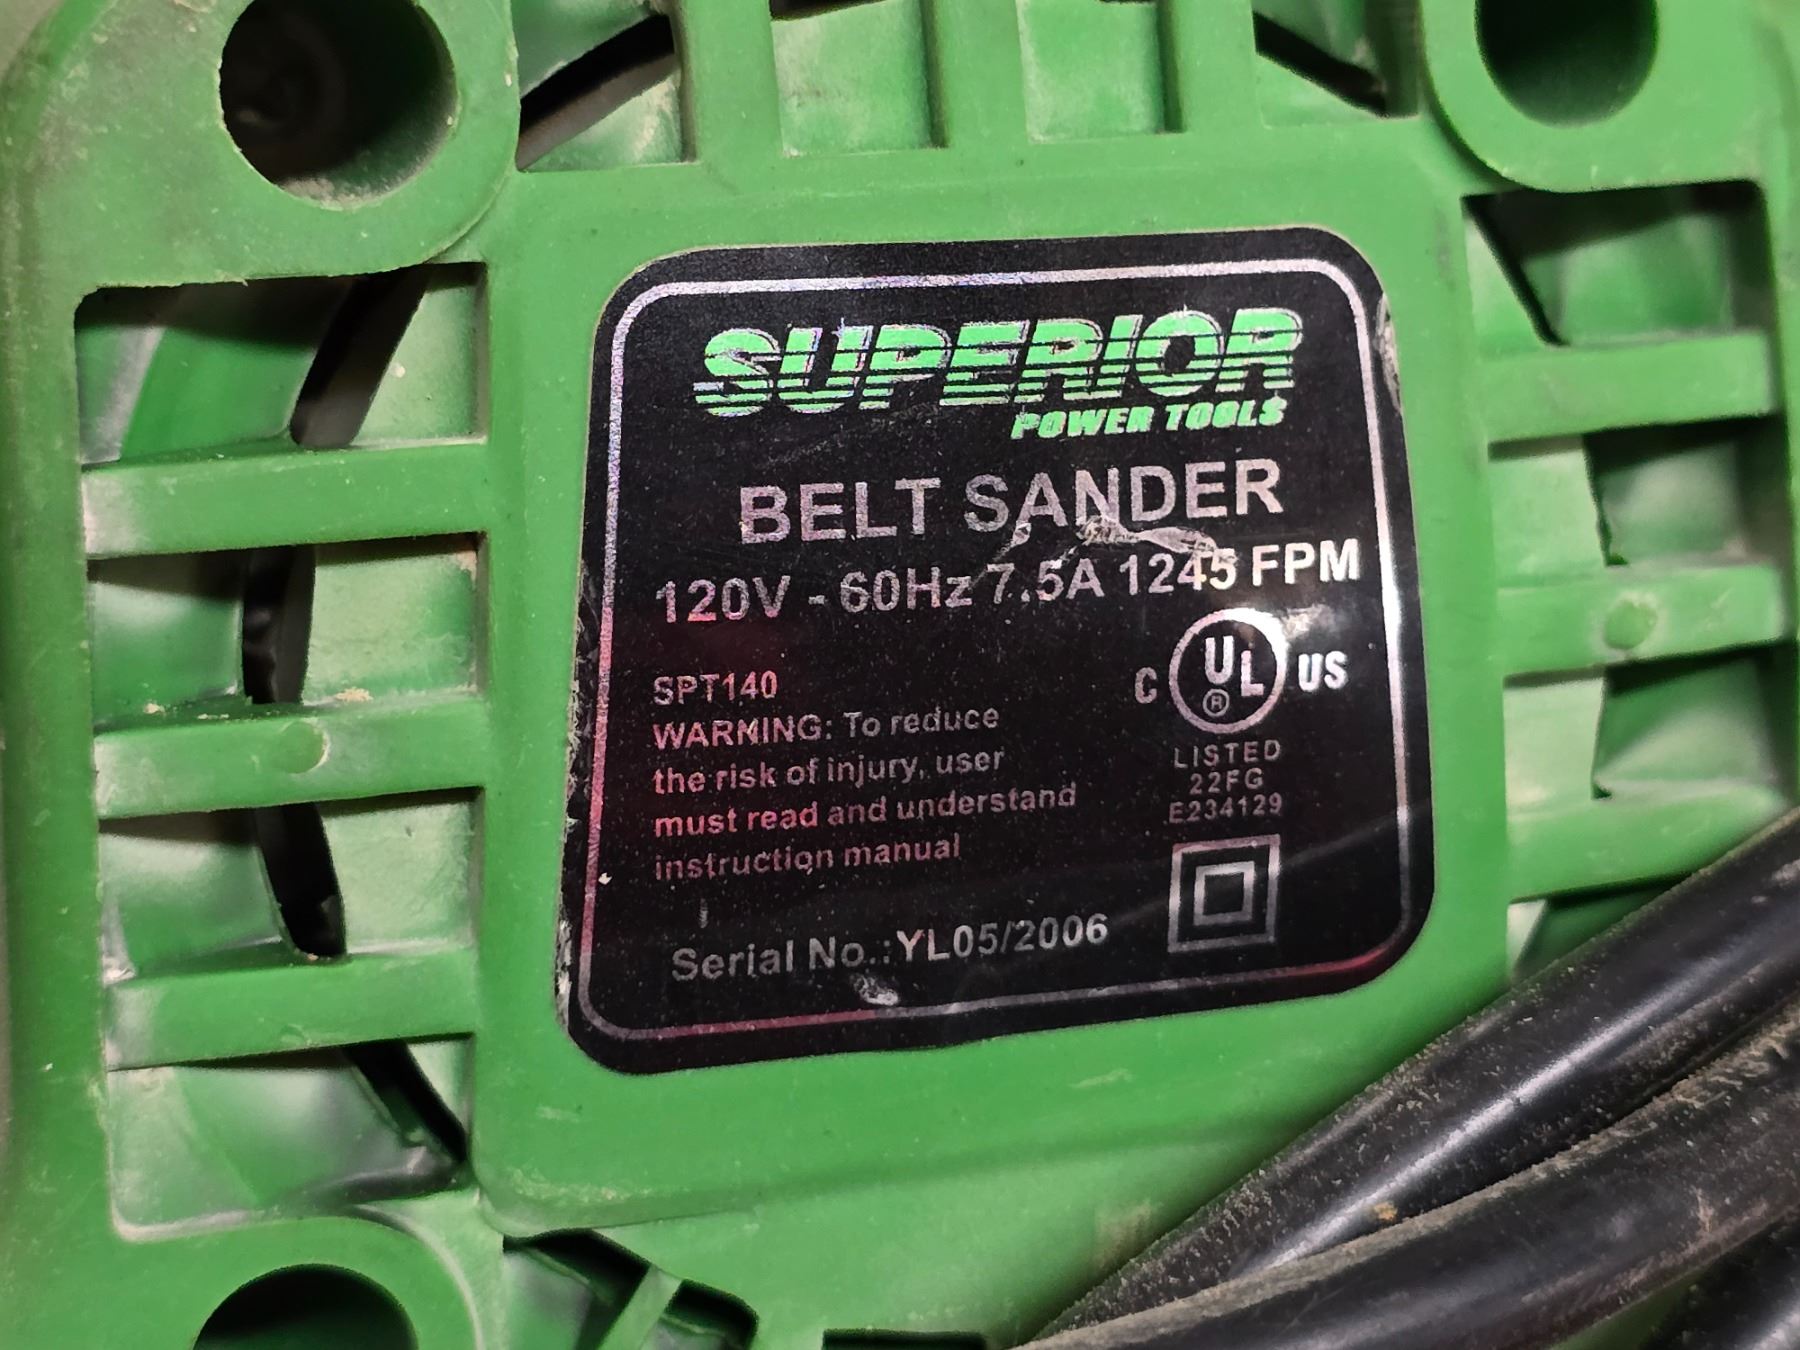 SUPERIOR
POWER TOOLS
BELT SANDER
120V - 60Hz 7.5A 1245 FPM
C UL® US
LISTED
22FG
E234129
SPT140
WARNING: To reduce
the risk of injury, user
must read and understand
instruction manual
Serial No.:YL05/2006